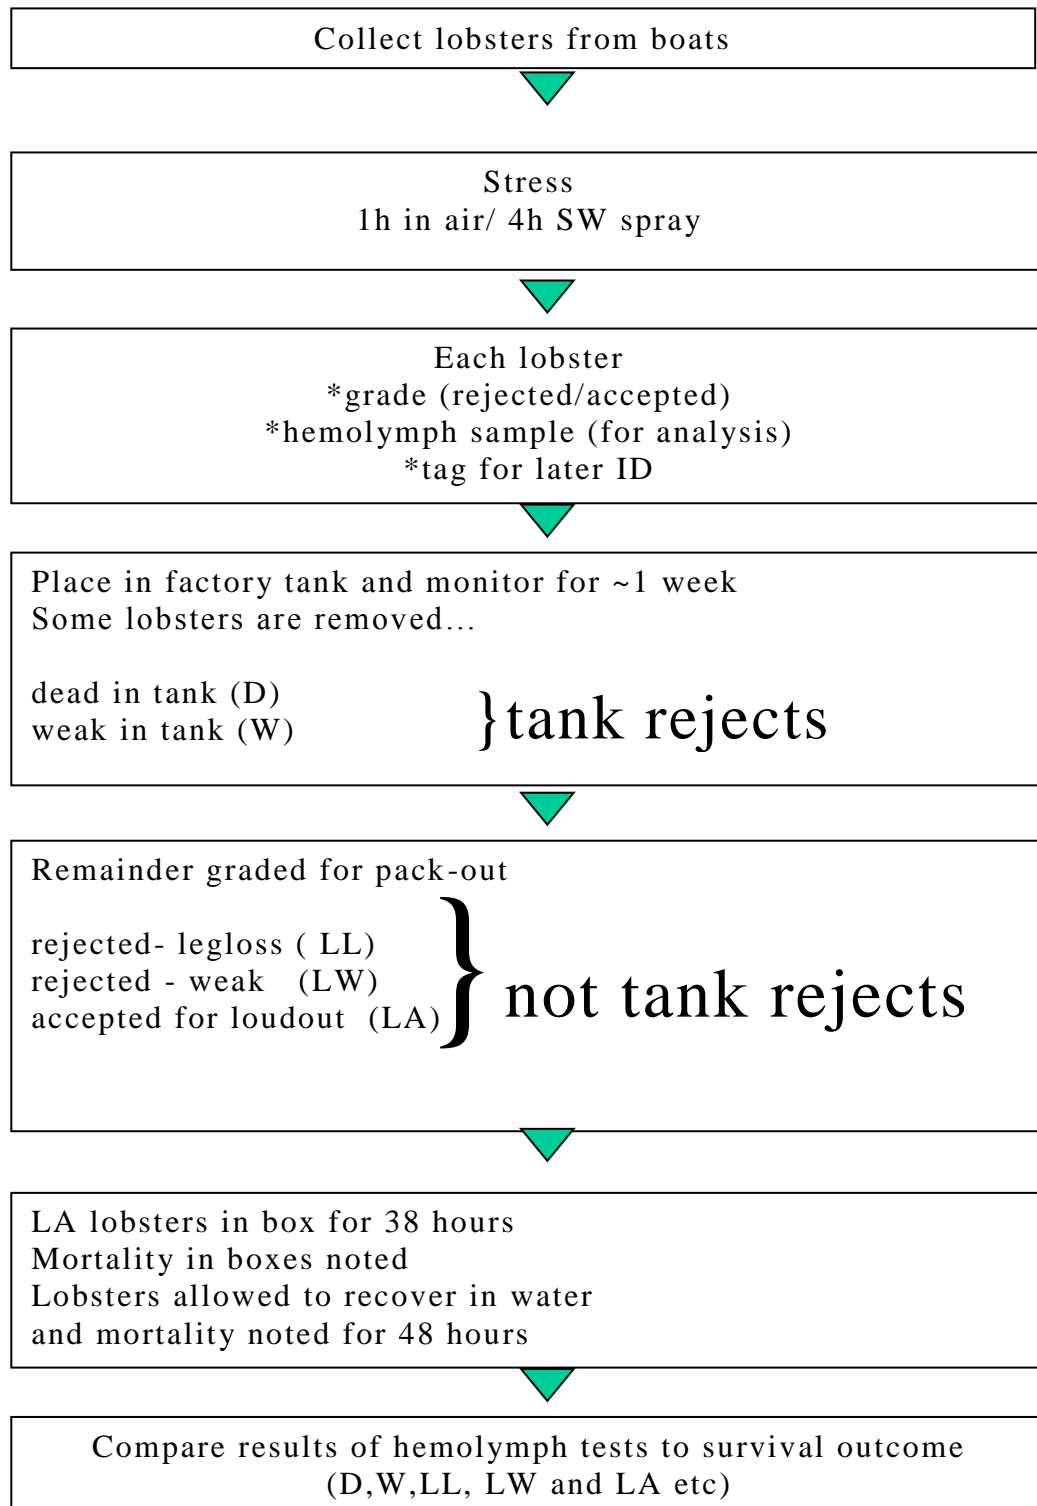 Collect lobsters from boats
Stress
1h in air/ 4h SW spray
Each lobster
*grade (rejected/accepted)
*hemolymph sample (for analysis)
*tag for later ID
Place in factory tank and monitor for ~1 week
Some lobsters are removed…
dead in tank (D)
weak in tank (W)
}tank rejects
Remainder graded for pack-out
rejected- legloss ( LL)
rejected - weak (LW)
accepted for loudout (LA)
} not tank rejects
LA lobsters in box for 38 hours
Mortality in boxes noted
Lobsters allowed to recover in water
and mortality noted for 48 hours
Compare results of hemolymph tests to survival outcome
(D,W,LL, LW and LA etc)